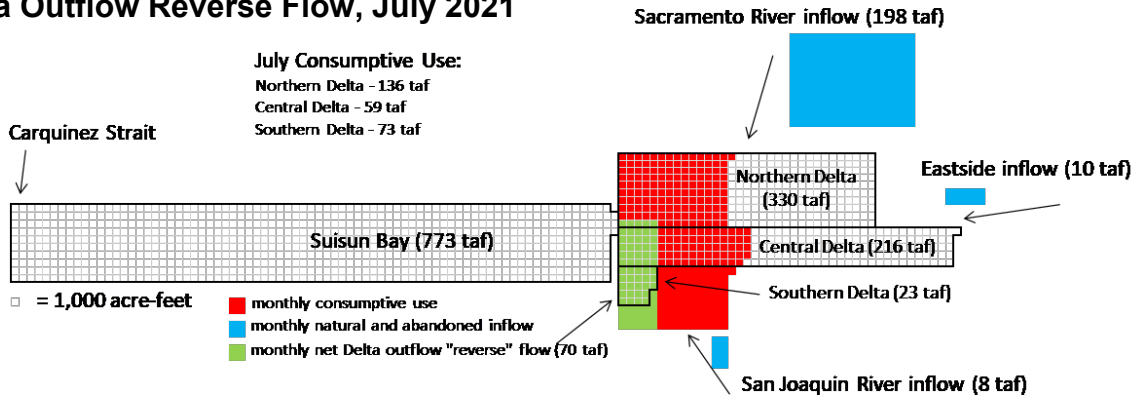 a Outflow Reverse Flow, July 2021
Sacramento River inflow (198 taf)
July Consumptive Use:
Northern Delta - 136 taf
Central Delta - 59 taf
Southern Delta - 73 taf
Carquinez Strait
Eastside inflow (10 taf)
Northern Delta
(330 taf)
Suisun Bay (773 taf)
Central Delta (216 taf)
Southern Delta (23 taf)
= 1,000 acre-feet
monthly consumptive use
monthly natural and abandoned inflow
monthly net Delta outflow "reverse" flow (70 taf)
San Joaquin River inflow (8 taf)